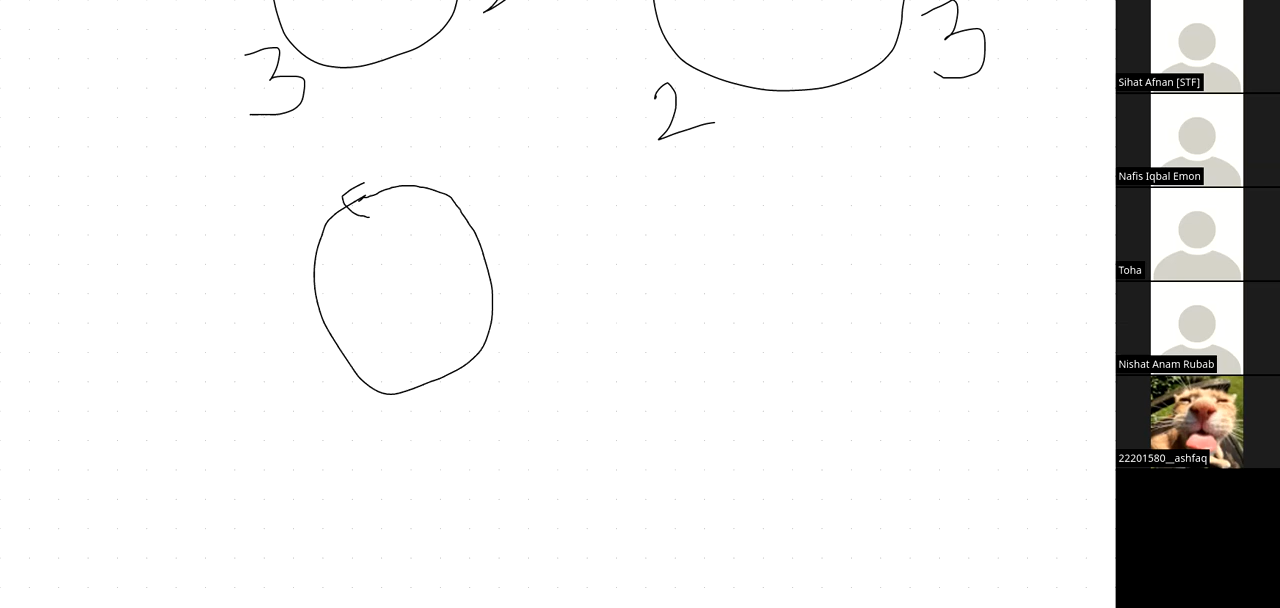 3
3
2
Sihat Afnan [STF]
Nafis Iqbal Emon
Toha
Nishat Anam Rubab
22201580__ashfaq